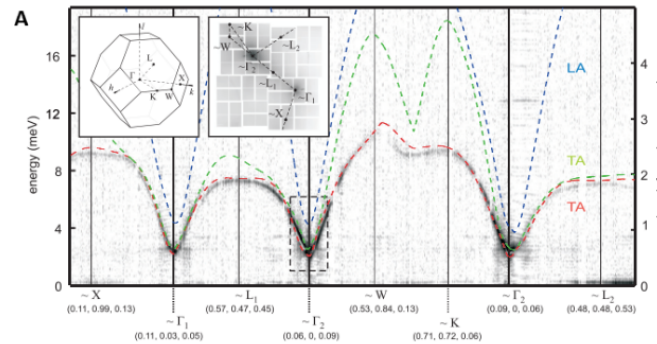 A
energy (meV)
16
12
8
4
0
Γ
L
X
K
W
h
k
l
~K
~W
~L₂
~Γ₂
~L₁
~Γ₁
~X
LA
TA
TA
4
3
2
1
0
~ X
(0.11, 0.99, 0.13)
~ Γ₁
(0.11, 0.03, 0.05)
~ L₁
(0.57, 0.47, 0.45)
~ Γ₂
(0.06, 0, 0.09)
~ W
(0.53, 0.84, 0.13)
~ K
(0.71, 0.72, 0.06)
~ Γ₂
(0.09, 0, 0.06)
~ L₂
(0.48, 0.48, 0.53)